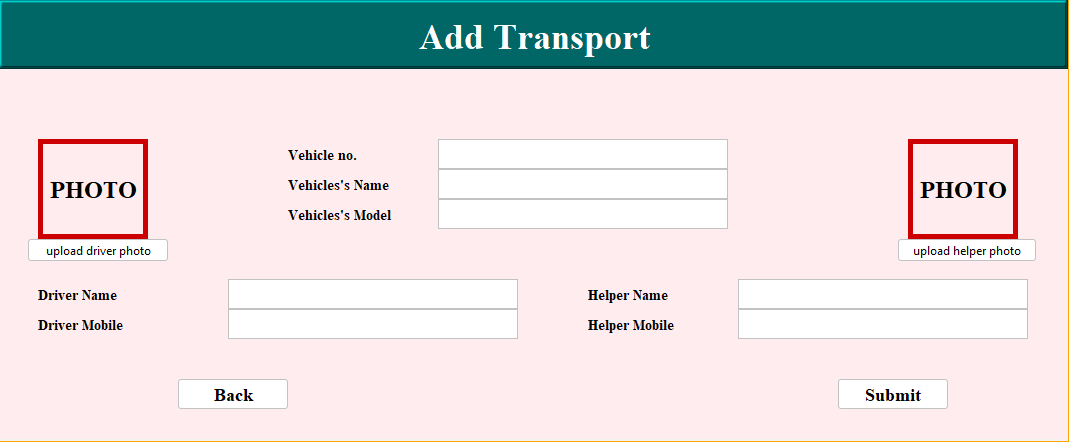 Add Transport
PHOTO
Vehicle no.
Vehicles's Name
Vehicles's Model
PHOTO
upload driver photo
upload helper photo
Driver Name
Helper Name
Driver Mobile
Helper Mobile
Back
Submit